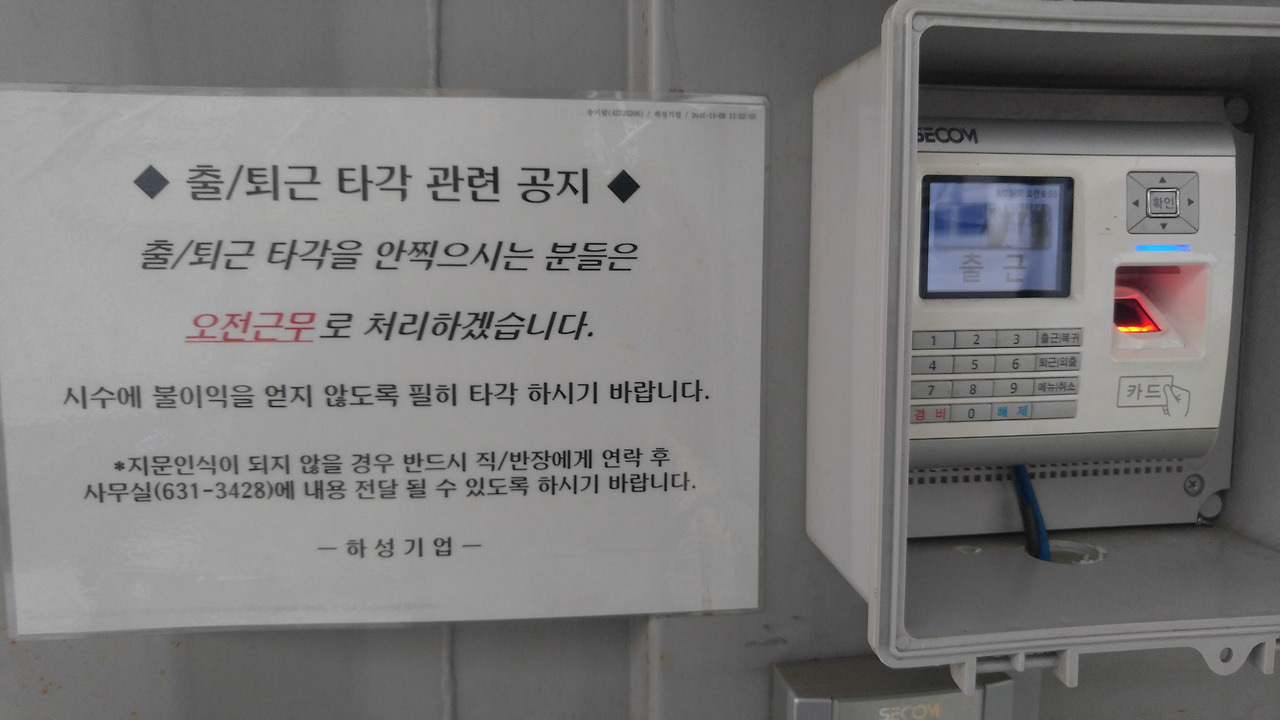 ◆ 출/퇴근 타각 관련 공지 ◆
출/퇴근 타각을 안찍으시는 분들은
오전근무로 처리하겠습니다.
시수에 불이익을 얻지 않도록 필히 타각 하시기 바랍니다.
*지문인식이 되지 않을 경우 반드시 직/반장에게 연락 후
사무실(631-3428)에 내용 전달 될 수 있도록 하시기 바랍니다.
- 하성기업 -
SECOM
출 근
확인
1 2 3 출근|복귀
4 5 6 퇴근|외출
7 8 9 메뉴|취소
경 비 0 해 제
카드
SECOM